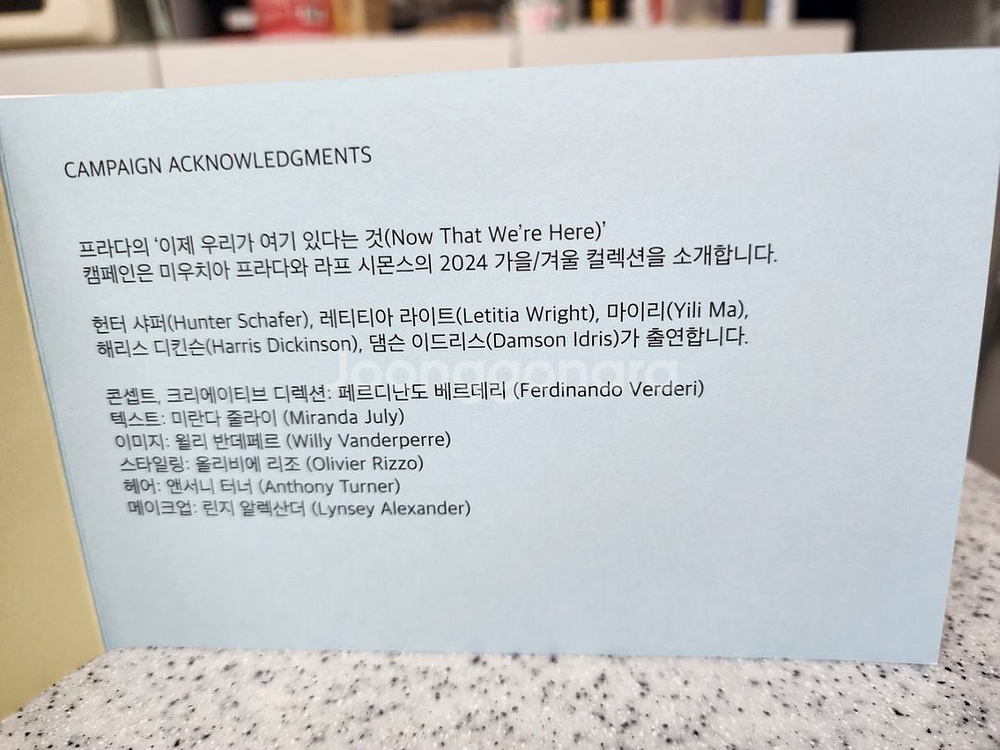 CAMPAIGN ACKNOWLEDGMENTS
프라다의 ‘이제 우리가 여기 있다는 것(Now That We’re Here)’
캠페인은 미우치아 프라다와 라프 시몬스의 2024 가을/겨울 컬렉션을 소개합니다.
헌터 샤퍼(Hunter Schafer), 레티티아 라이트(Letitia Wright), 마이리(Yili Ma),
해리스 디킨슨(Harris Dickinson), 댐슨 이드리스(Damson Idris)가 출연합니다.
Joonggonara
콘셉트, 크리에이티브 디렉션: 페르디난도 베르데리 (Ferdinando Verderi)
텍스트: 미란다 줄라이 (Miranda July)
이미지: 윌리 반데페르 (Willy Vanderperre)
스타일링: 올리비에 리조 (Olivier Rizzo)
헤어: 앤서니 터너 (Anthony Turner)
메이크업: 린지 알렉산더 (Lynsey Alexander)